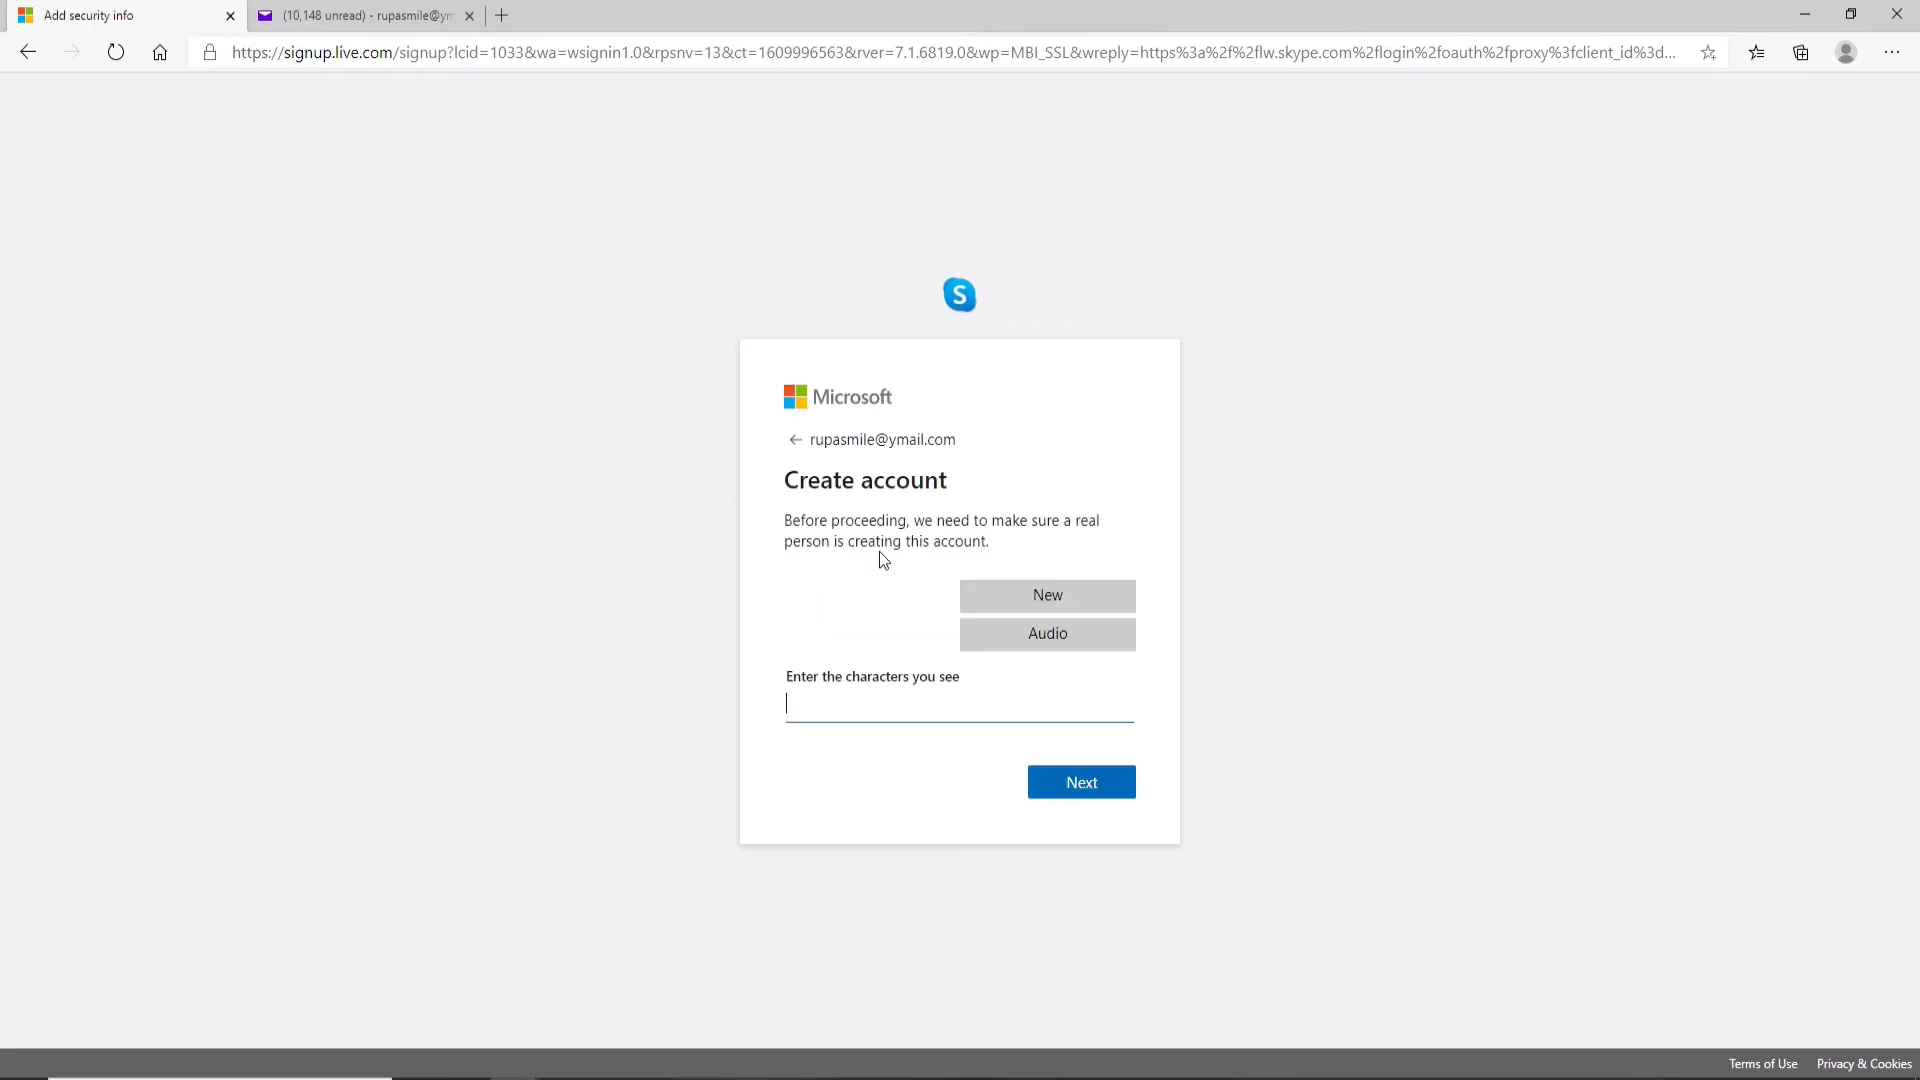 Add security info
(10,148 unread) - rupasmile@ym
https://signup.live.com/signup?lcid=1033&wa=wsignin1.0&rpsnv=13&ct=1609996563&rver=7.1.6819.0&wp=MBI_SSL&wreply=https%3a%2f%2flw.skype.com%2flogin%2foauth%2fproxy%3fclient_id%3d...
S
Microsoft
rupasmile@ymail.com
Create account
Before proceeding, we need to make sure a real
person is creating this account.
New
Audio
Enter the characters you see
Next
Terms of Use Privacy & Cookies